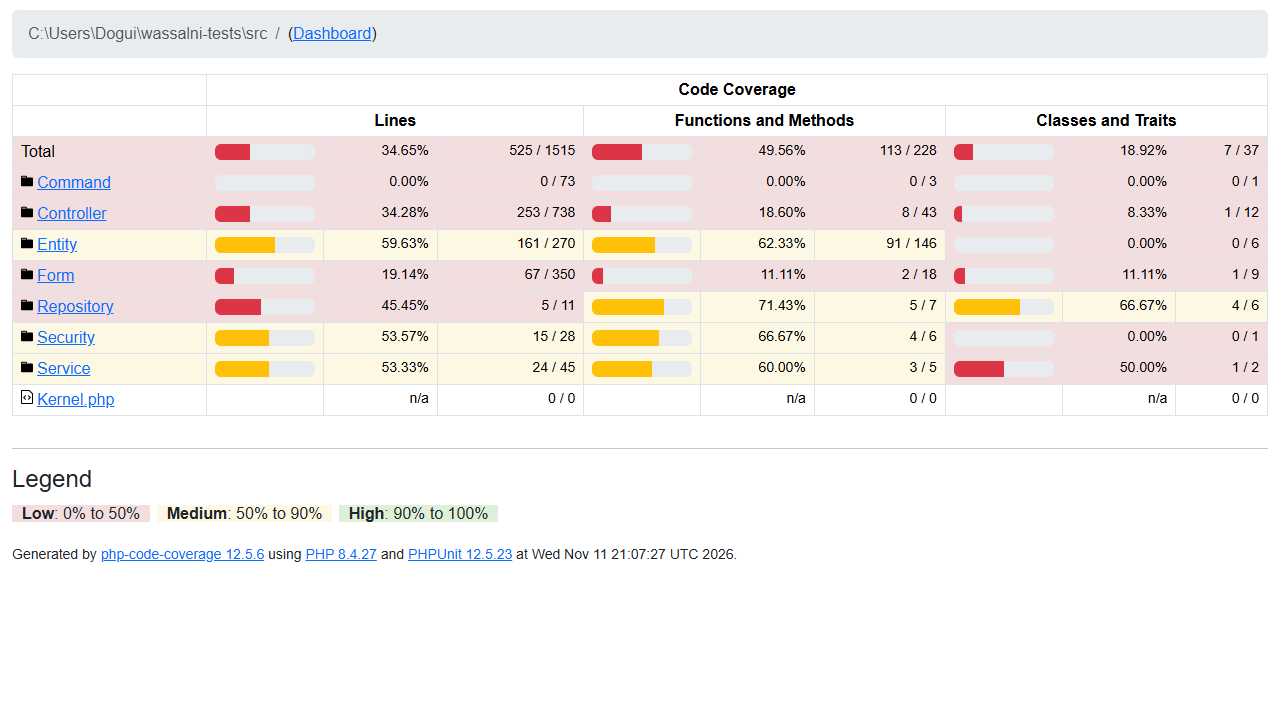 C:\Users\Dogui\wassalni-tests\src / (Dashboard)
Code Coverage
Lines Functions and Methods Classes and Traits
Total 34.65% 525 / 1515 49.56% 113 / 228 18.92% 7 / 37
Command 0.00% 0 / 73 0.00% 0 / 3 0.00% 0 / 1
Controller 34.28% 253 / 738 18.60% 8 / 43 8.33% 1 / 12
Entity 59.63% 161 / 270 62.33% 91 / 146 0.00% 0 / 6
Form 19.14% 67 / 350 11.11% 2 / 18 11.11% 1 / 9
Repository 45.45% 5 / 11 71.43% 5 / 7 66.67% 4 / 6
Security 53.57% 15 / 28 66.67% 4 / 6 0.00% 0 / 1
Service 53.33% 24 / 45 60.00% 3 / 5 50.00% 1 / 2
Kernel.php n/a 0 / 0 n/a 0 / 0 n/a 0 / 0
Legend
Low: 0% to 50% Medium: 50% to 90% High: 90% to 100%
Generated by php-code-coverage 12.5.6 using PHP 8.4.27 and PHPUnit 12.5.23 at Wed Nov 11 21:07:27 UTC 2026.